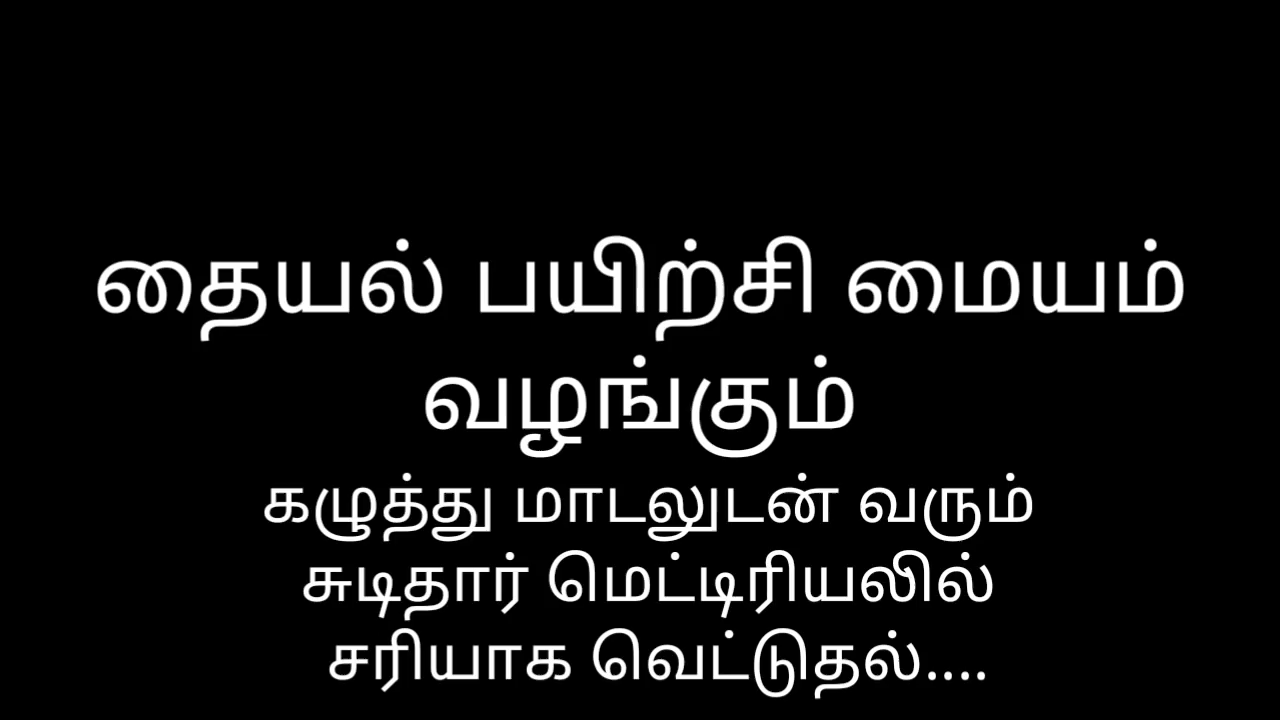 தையல் பயிற்சி மையம்
வழங்கும்
கழுத்து மாடலுடன் வரும்
சுடிதார் மெட்டிரியலில்
சரியாக வெட்டுதல்....